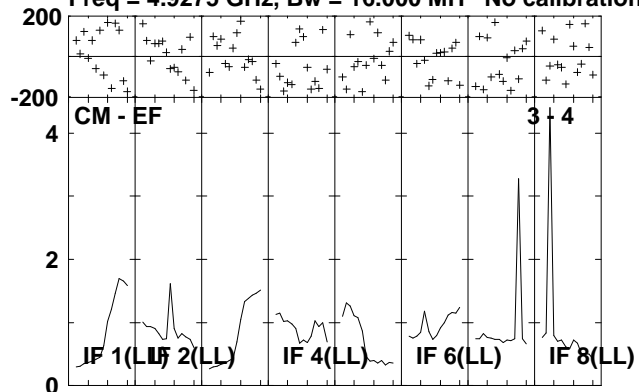 Freq = 4.9275 GHz, Bw = 16.000 MH No calibration
200
-200
CM - EF
3 - 4
4
2
0
IF 1(LL)
IF 2(LL)
IF 4(LL)
IF 6(LL)
IF 8(LL)